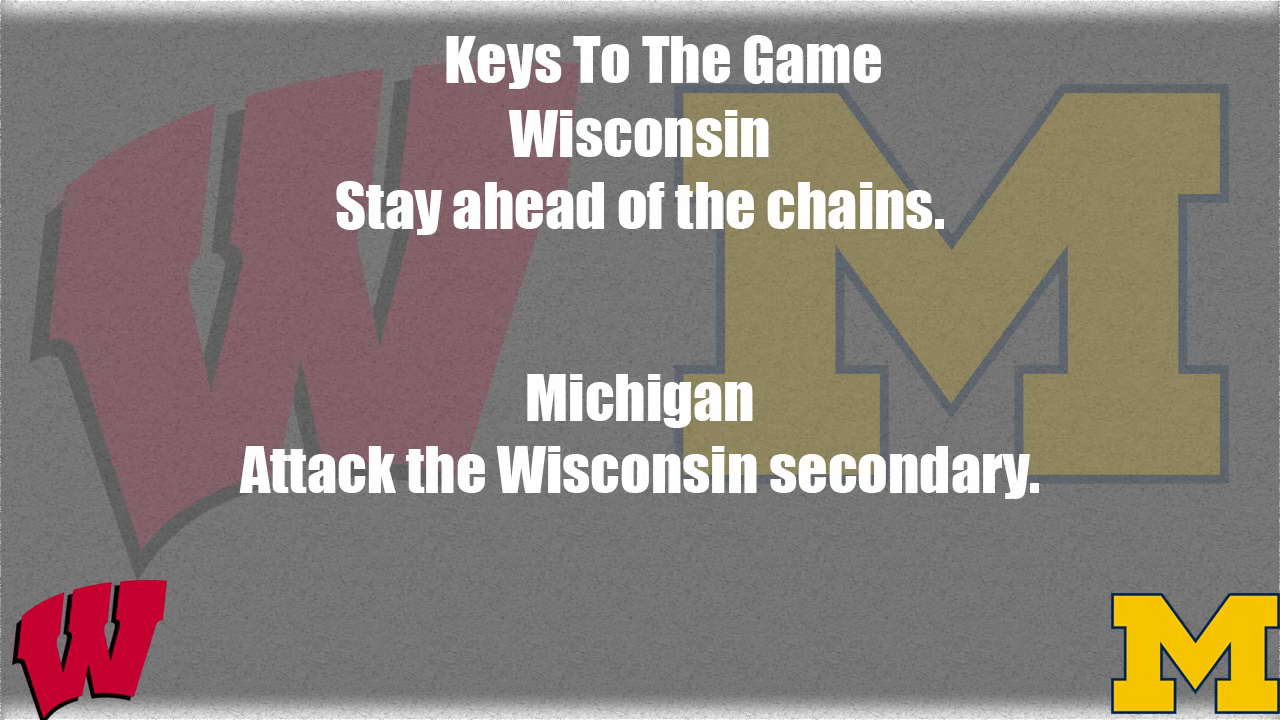 Keys To The Game
Wisconsin
Stay ahead of the chains.
Michigan
Attack the Wisconsin secondary.
W M
W M